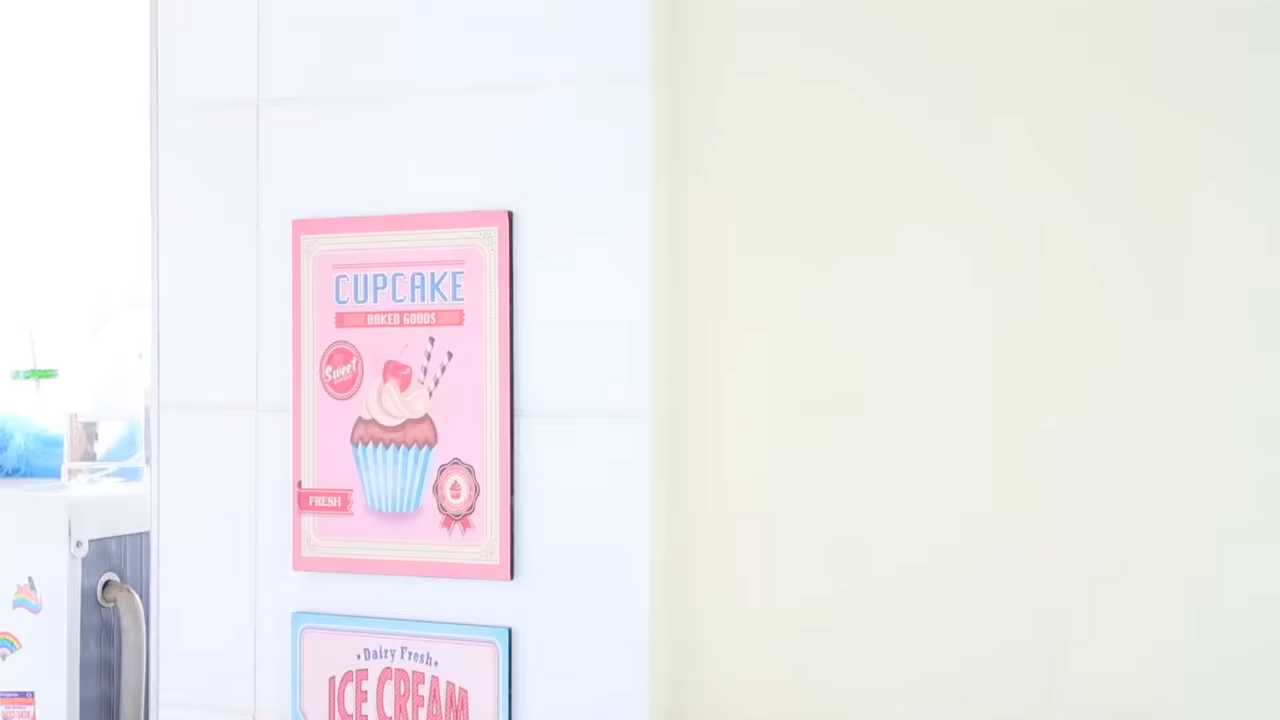 CUPCAKE
BAKED GOODS
Sweet
FRESH
Dairy Fresh
ICE CREAM